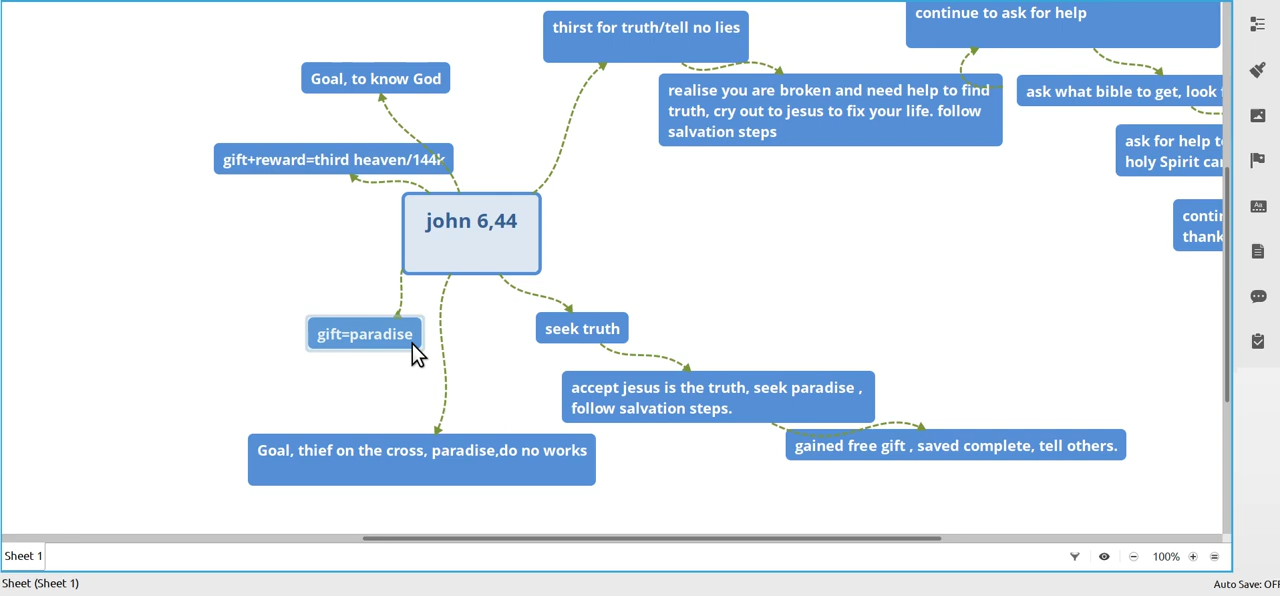 continue to ask for help
thirst for truth/tell no lies
Goal, to know God
realise you are broken and need help to find
truth, cry out to jesus to fix your life. follow
salvation steps
ask what bible to get, look
ask for help
holy Spirit
gift+reward=third heaven/144k
john 6,44
thank
gift=paradise
seek truth
accept jesus is the truth, seek paradise ,
follow salvation steps.
Goal, thief on the cross, paradise,do no works
gained free gift , saved complete, tell others.
Sheet 1
100%
Sheet (Sheet 1)
Auto Save: OFF